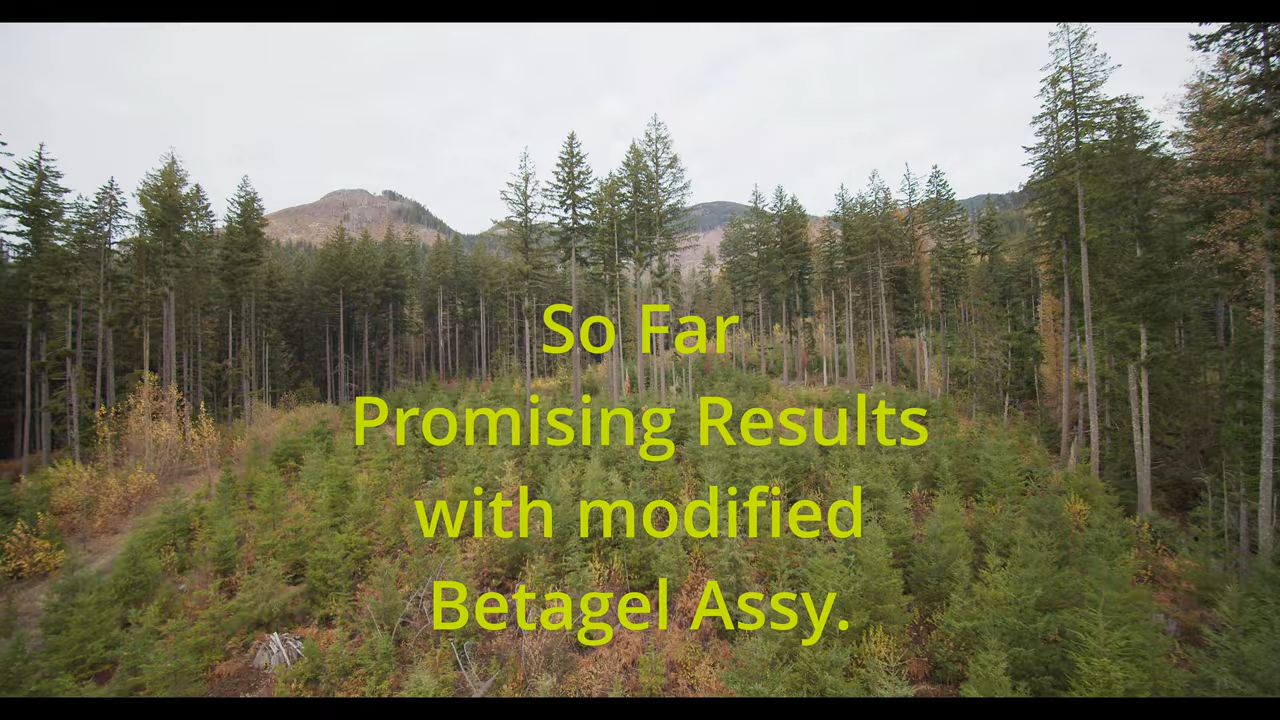 So Far
Promising Results
with modified
Betagel Assy.